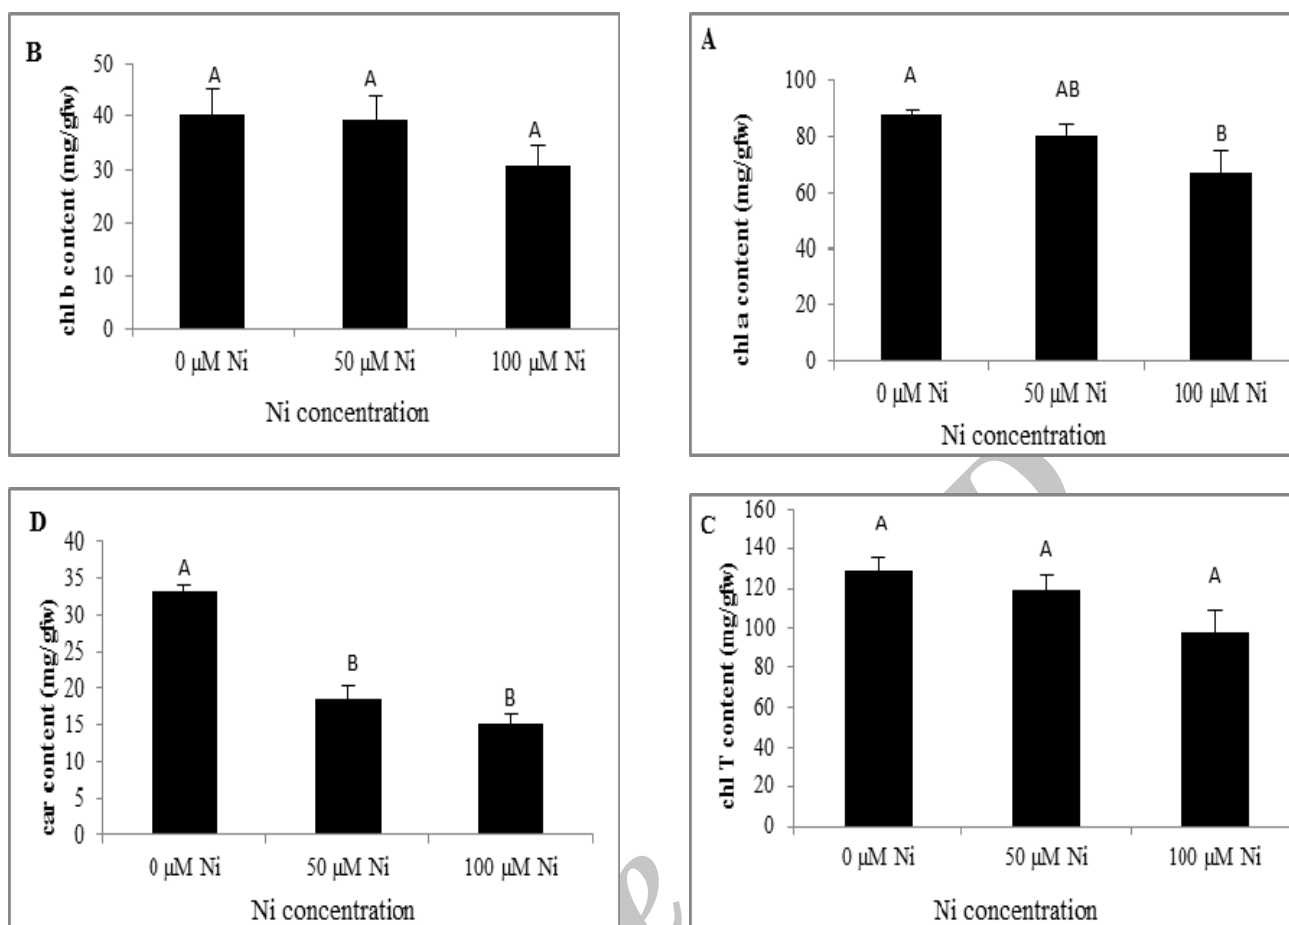 B
chl b content (mg/gfw)
50
40
30
20
10
0
A
A
A
0 µM Ni
50 µM Ni
100 µM Ni
Ni concentration
A
chl a content (mg/gfw)
100
80
60
40
20
0
A
AB
B
0 µM Ni
50 µM Ni
100 µM Ni
Ni concentration
D
car content (mg/gfw)
40
35
30
25
20
15
10
5
0
A
B
B
0 µM Ni
50 µM Ni
100 µM Ni
Ni concentration
C
chl T content (mg/gfw)
160
140
120
100
80
60
40
20
0
A
A
A
0 µM Ni
50 µM Ni
100 µM Ni
Ni concentration